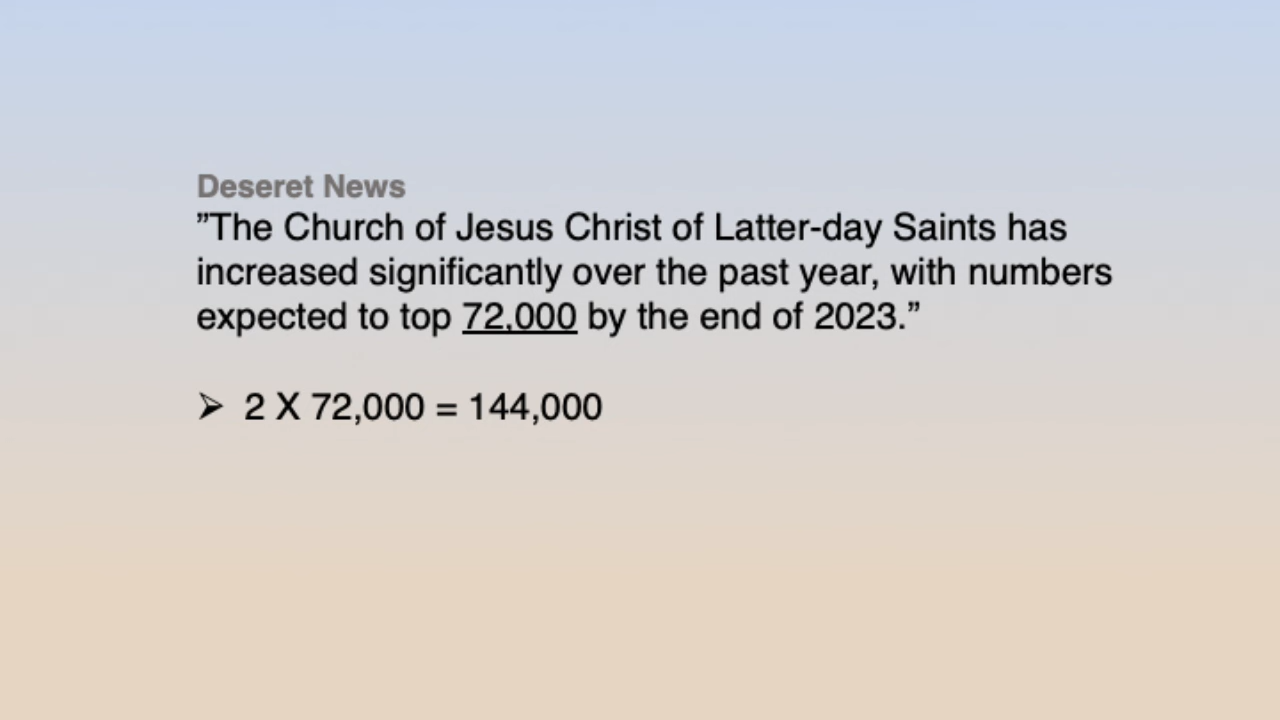 Deseret News
”The Church of Jesus Christ of Latter-day Saints has
increased significantly over the past year, with numbers
expected to top 72,000 by the end of 2023.”
➢ 2 X 72,000 = 144,000